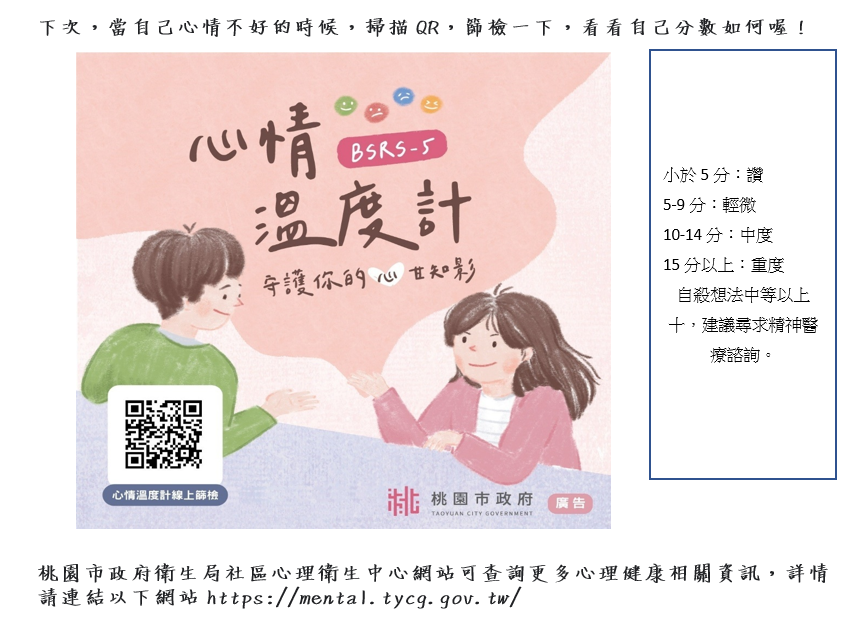 下次，當自己心情不好的時候，掃描 QR，篩檢一下，看看自己分數如何喔！
心情
BSRS-5
溫度計
守護你的心 甘知影
心情溫度計線上篩檢
桃 桃園市政府
TAOYUAN CITY GOVERNMENT
廣告
小於 5 分：讚
5-9 分：輕微
10-14 分：中度
15 分以上：重度
自殺想法中等以上
十，建議尋求精神醫
療諮詢。
桃園市政府衛生局社區心理衛生中心網站可查詢更多心理健康相關資訊，詳情
請連結以下網站 https://mental.tycg.gov.tw/